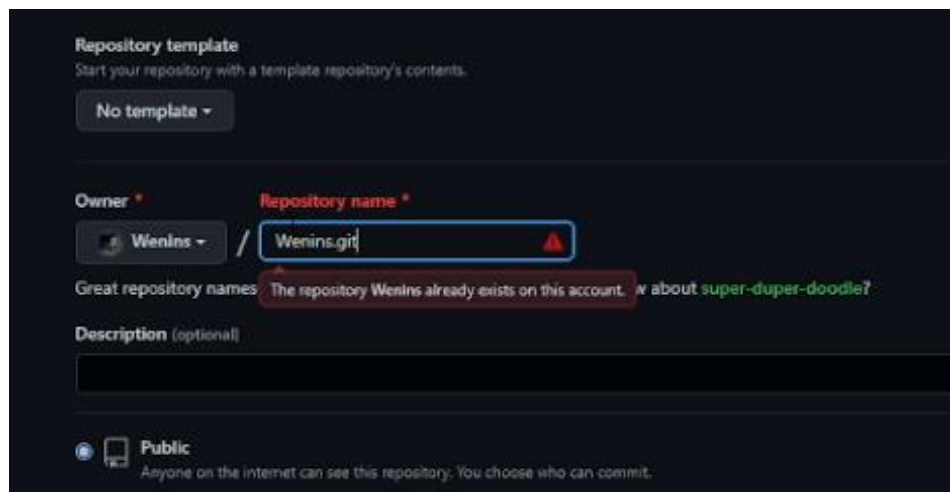 Repository template
Start your repository with a template repository's contents.
No template
Owner * Repository name *
WenIns / Wenins.git
Great repository names The repository WenIns already exists on this account. w about super-duper-doodle?
Description (optional)
Public
Anyone on the internet can see this repository. You choose who can commit.